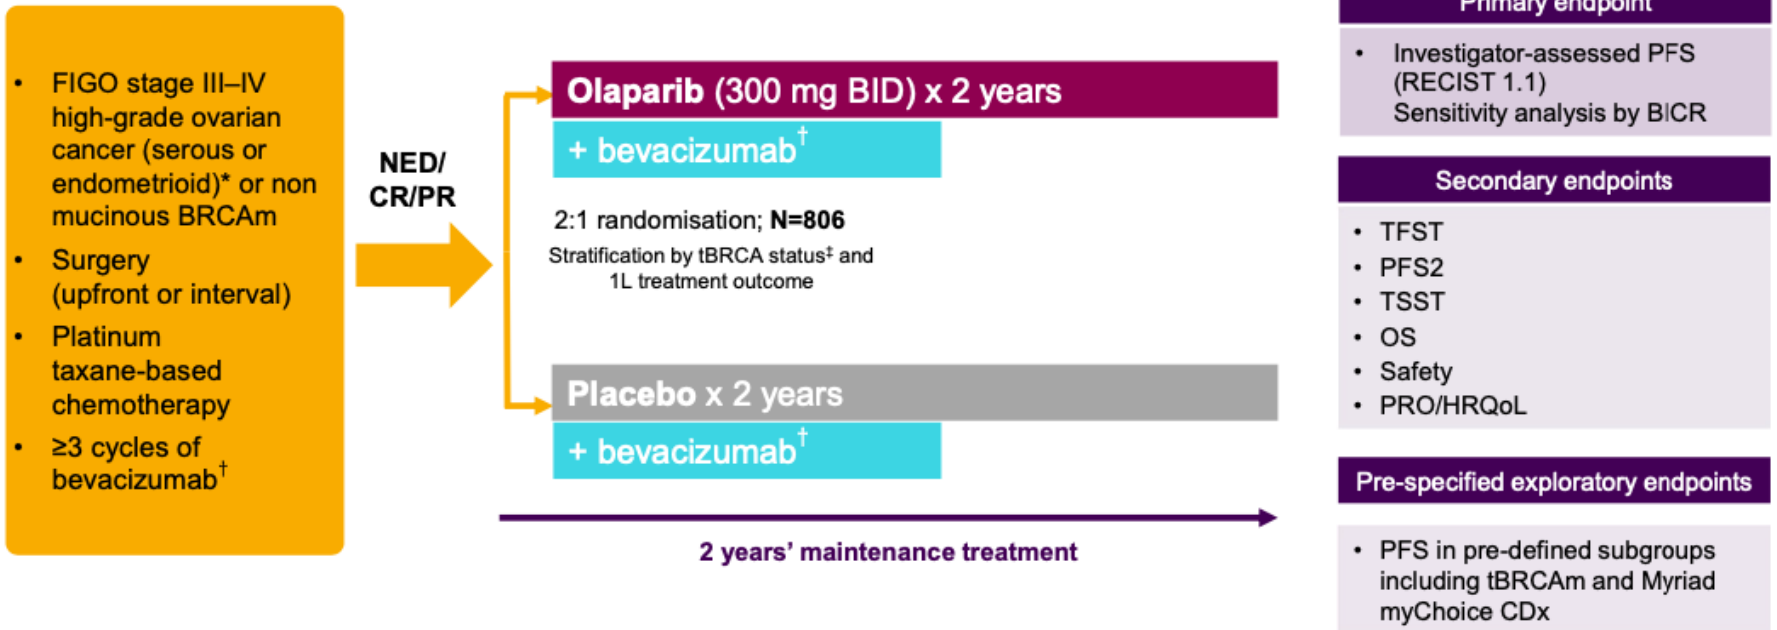 • FIGO stage III–IV
high-grade ovarian
cancer (serous or
endometrioid)* or non
mucinous BRCAm
• Surgery
(upfront or interval)
• Platinum
taxane-based
chemotherapy
• ≥3 cycles of
bevacizumab†
NED/
CR/PR
Olaparib (300 mg BID) x 2 years
+ bevacizumab†
2:1 randomisation; N=806
Stratification by tBRCA status‡ and
1L treatment outcome
Placebo x 2 years
+ bevacizumab†
2 years’ maintenance treatment
Primary endpoint
• Investigator-assessed PFS
(RECIST 1.1)
Sensitivity analysis by BICR
Secondary endpoints
• TFST
• PFS2
• TSST
• OS
• Safety
• PRO/HRQoL
Pre-specified exploratory endpoints
• PFS in pre-defined subgroups
including tBRCAm and Myriad
myChoice CDx